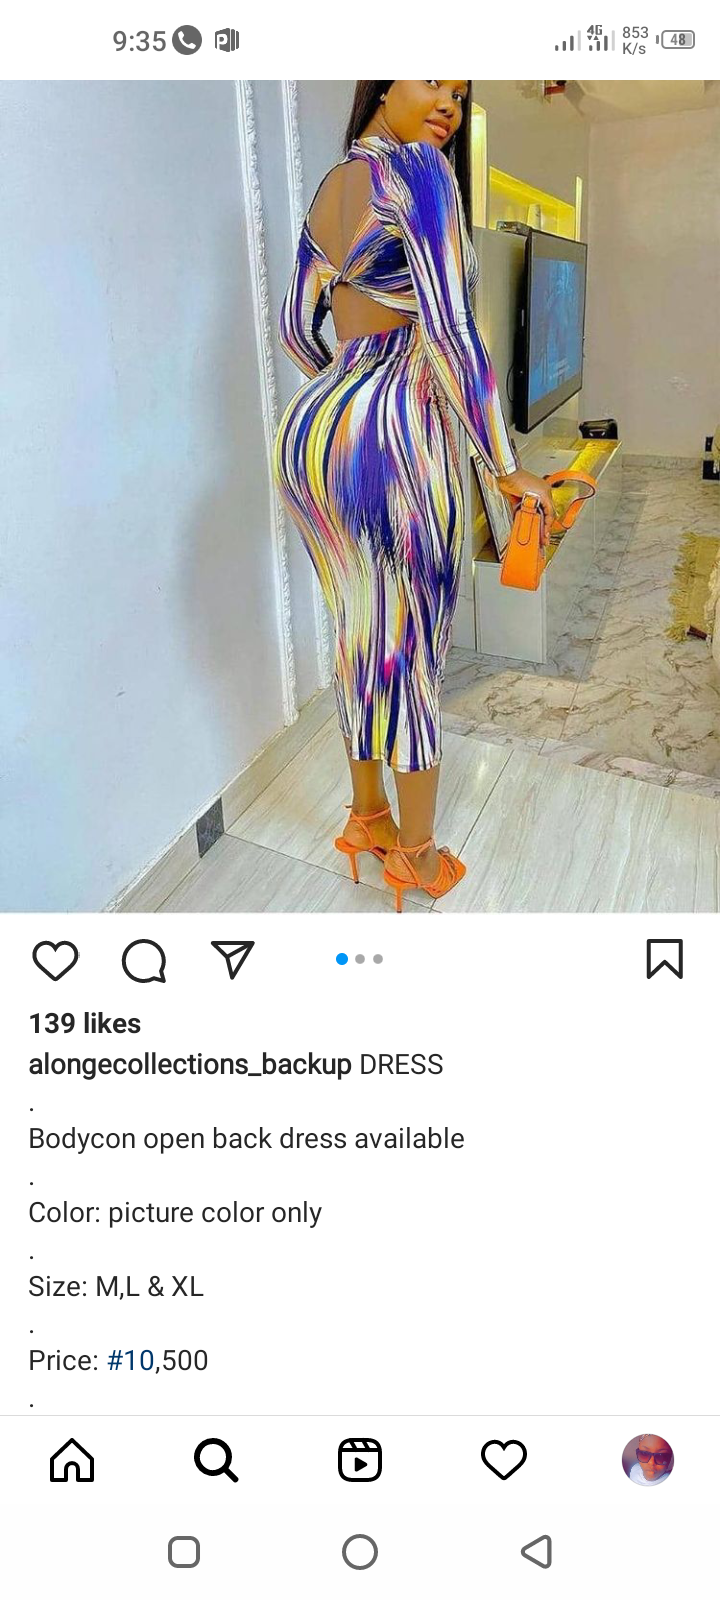 9:35
4G
853
K/s
48
139 likes
alongecollections_backup DRESS
.
Bodycon open back dress available
.
Color: picture color only
.
Size: M,L & XL
.
Price: #10,500
.